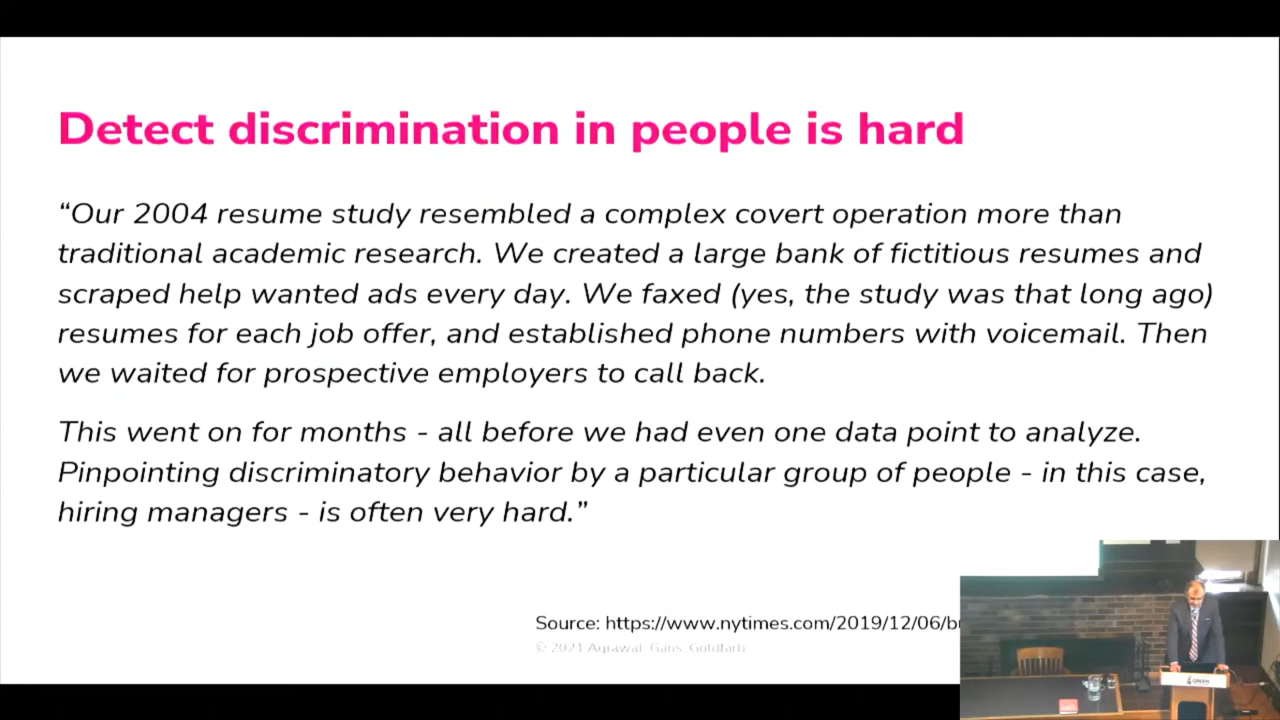 Detect discrimination in people is hard
“Our 2004 resume study resembled a complex covert operation more than
traditional academic research. We created a large bank of fictitious resumes and
scraped help wanted ads every day. We faxed (yes, the study was that long ago)
resumes for each job offer, and established phone numbers with voicemail. Then
we waited for prospective employers to call back.
This went on for months - all before we had even one data point to analyze.
Pinpointing discriminatory behavior by a particular group of people - in this case,
hiring managers - is often very hard.”
Source: https://www.nytimes.com/2019/12/06/b
© 2021 Agrawal, Gans, Goldfarb
GREEN